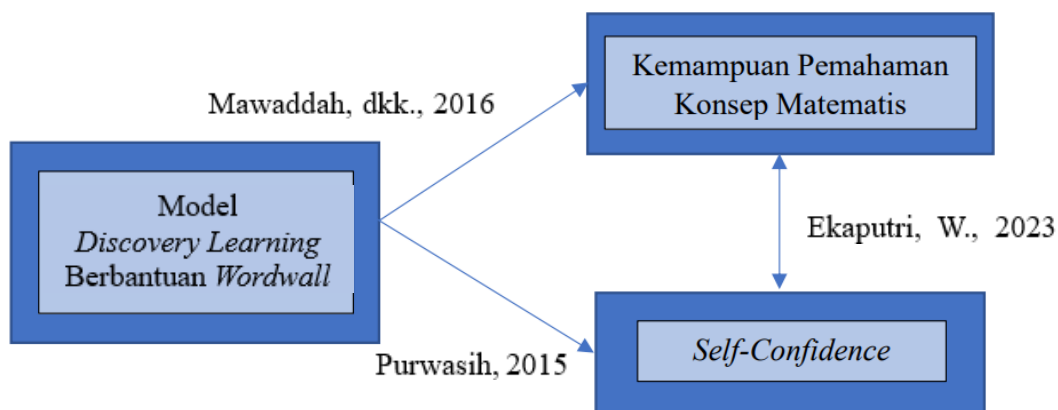 Kemampuan Pemahaman
Konsep Matematis
Mawaddah, dkk., 2016
Model
Discovery Learning
Berbantuan Wordwall
Ekaputri, W., 2023
Self-Confidence
Purwasih, 2015